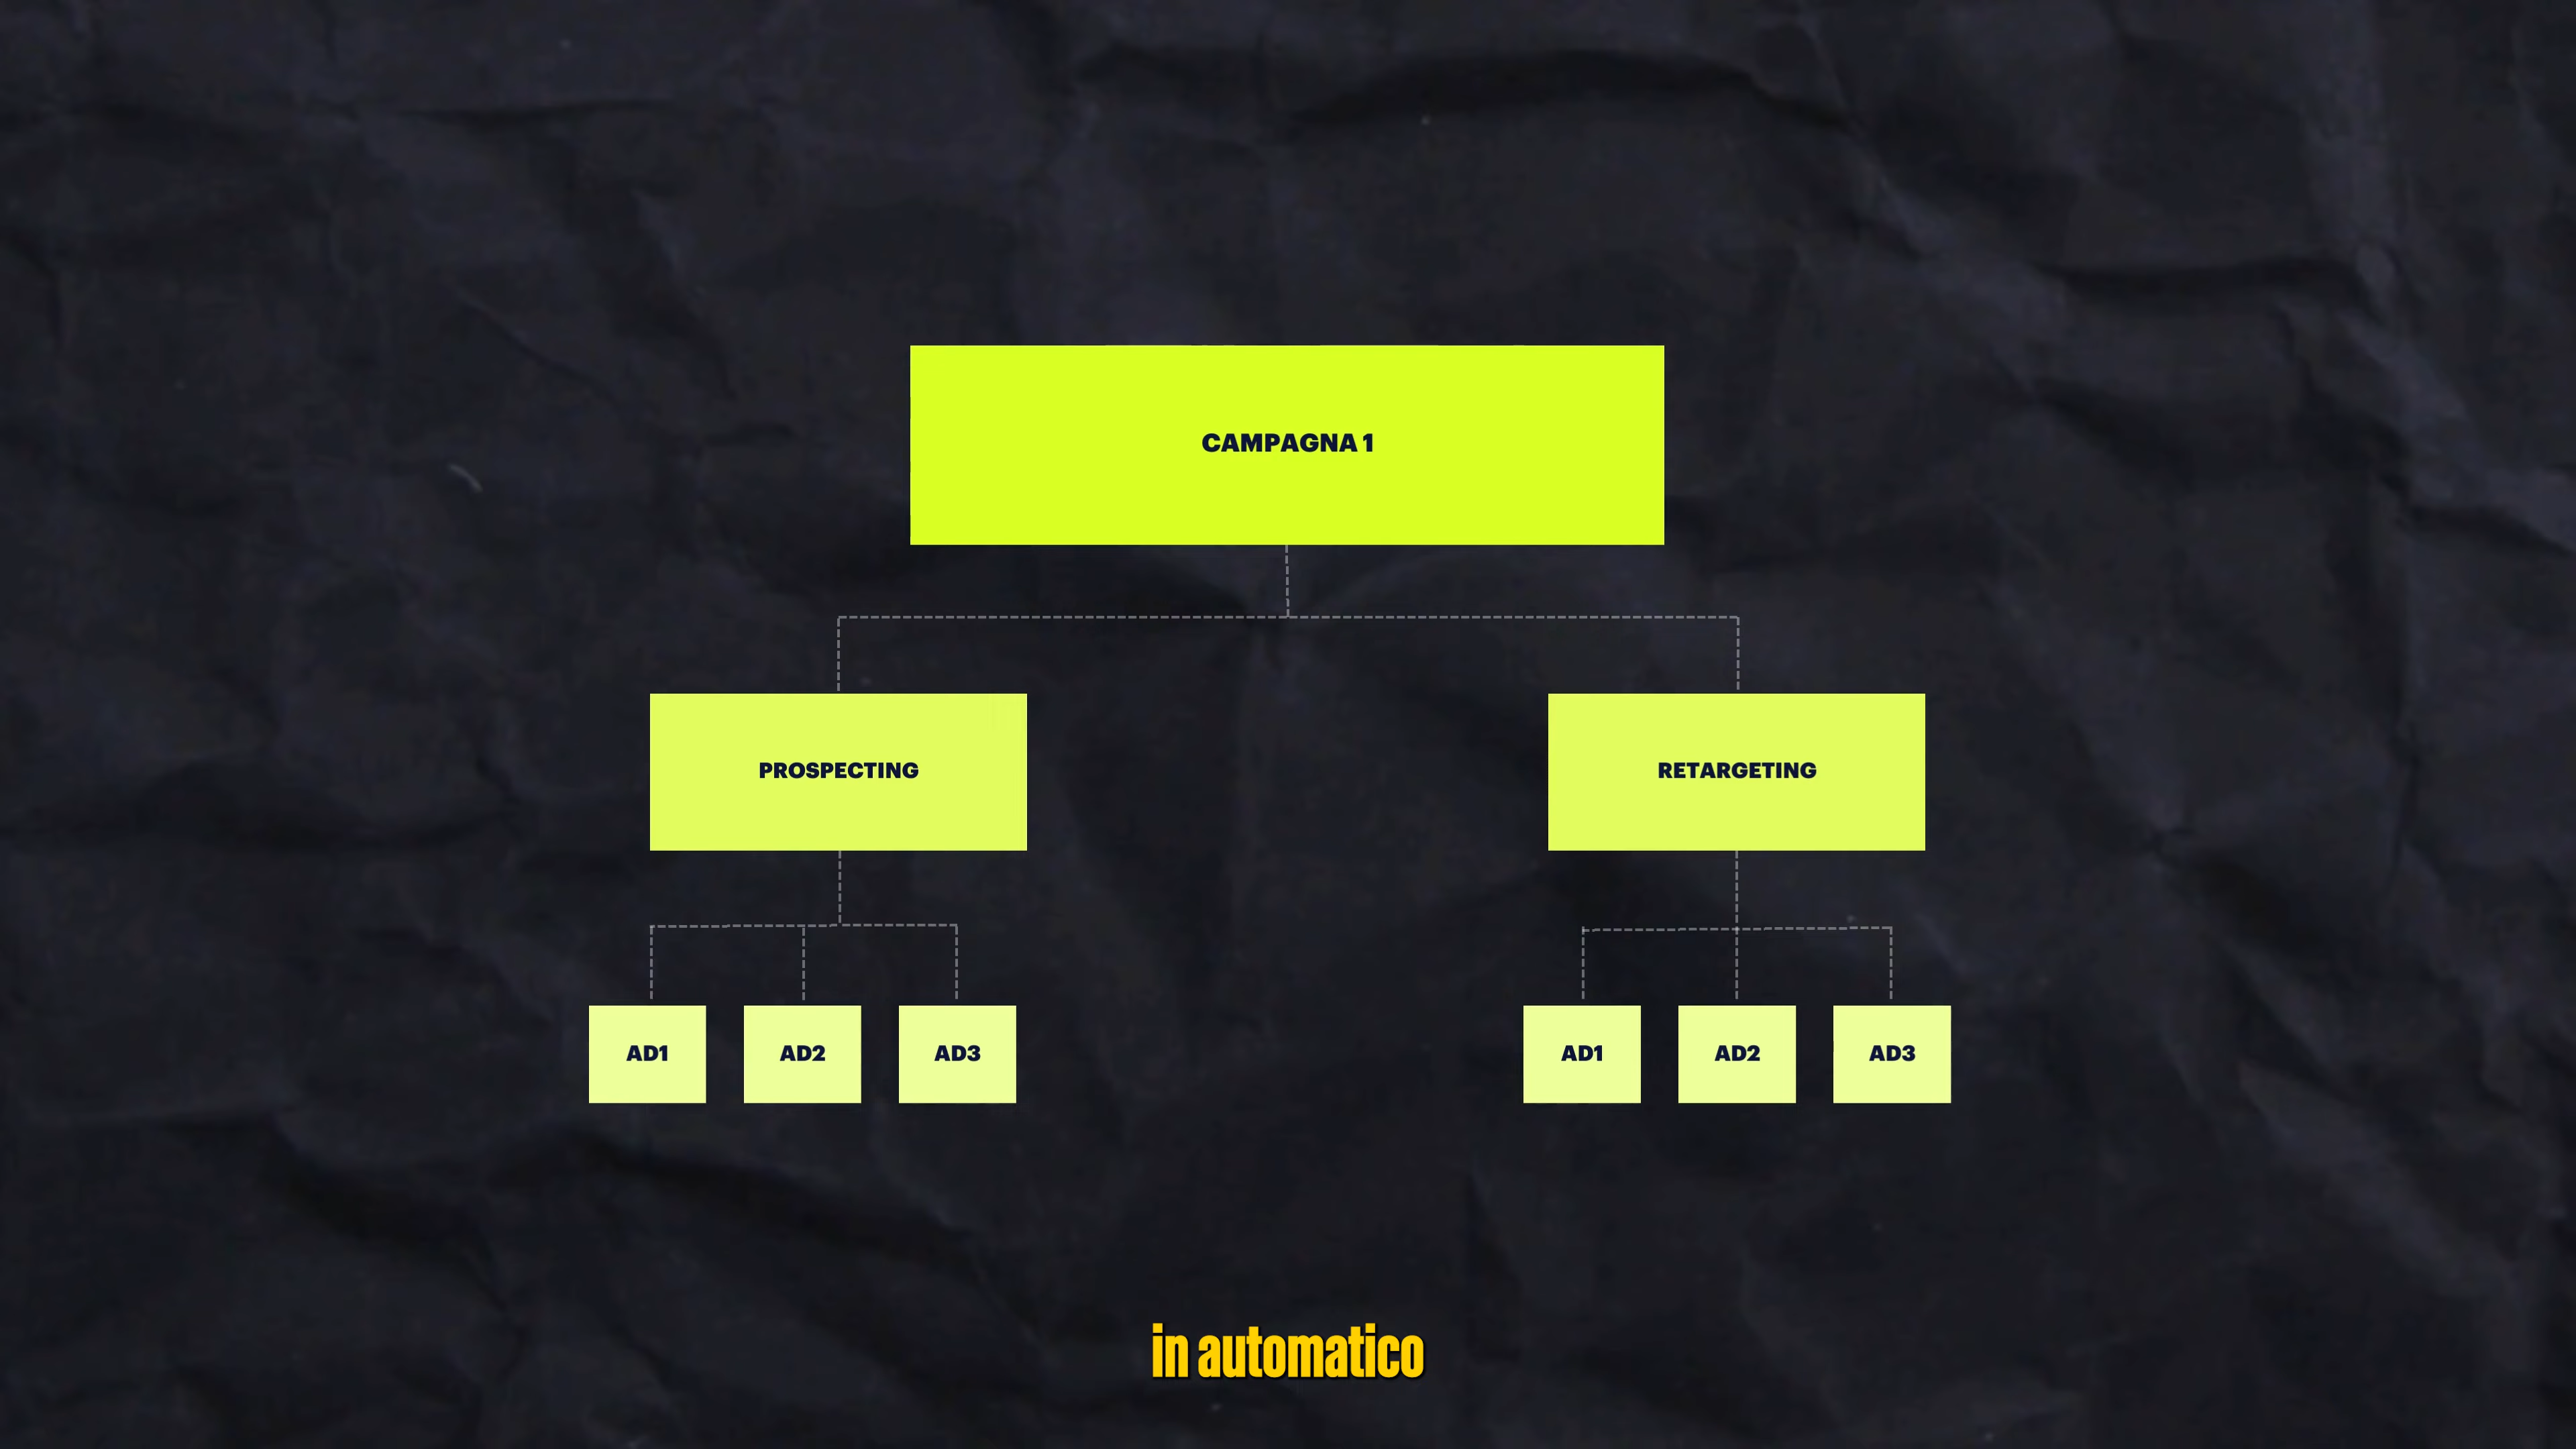 CAMPAGNA 1
PROSPECTING
RETARGETING
AD1
AD2
AD3
AD1
AD2
AD3
in automatico